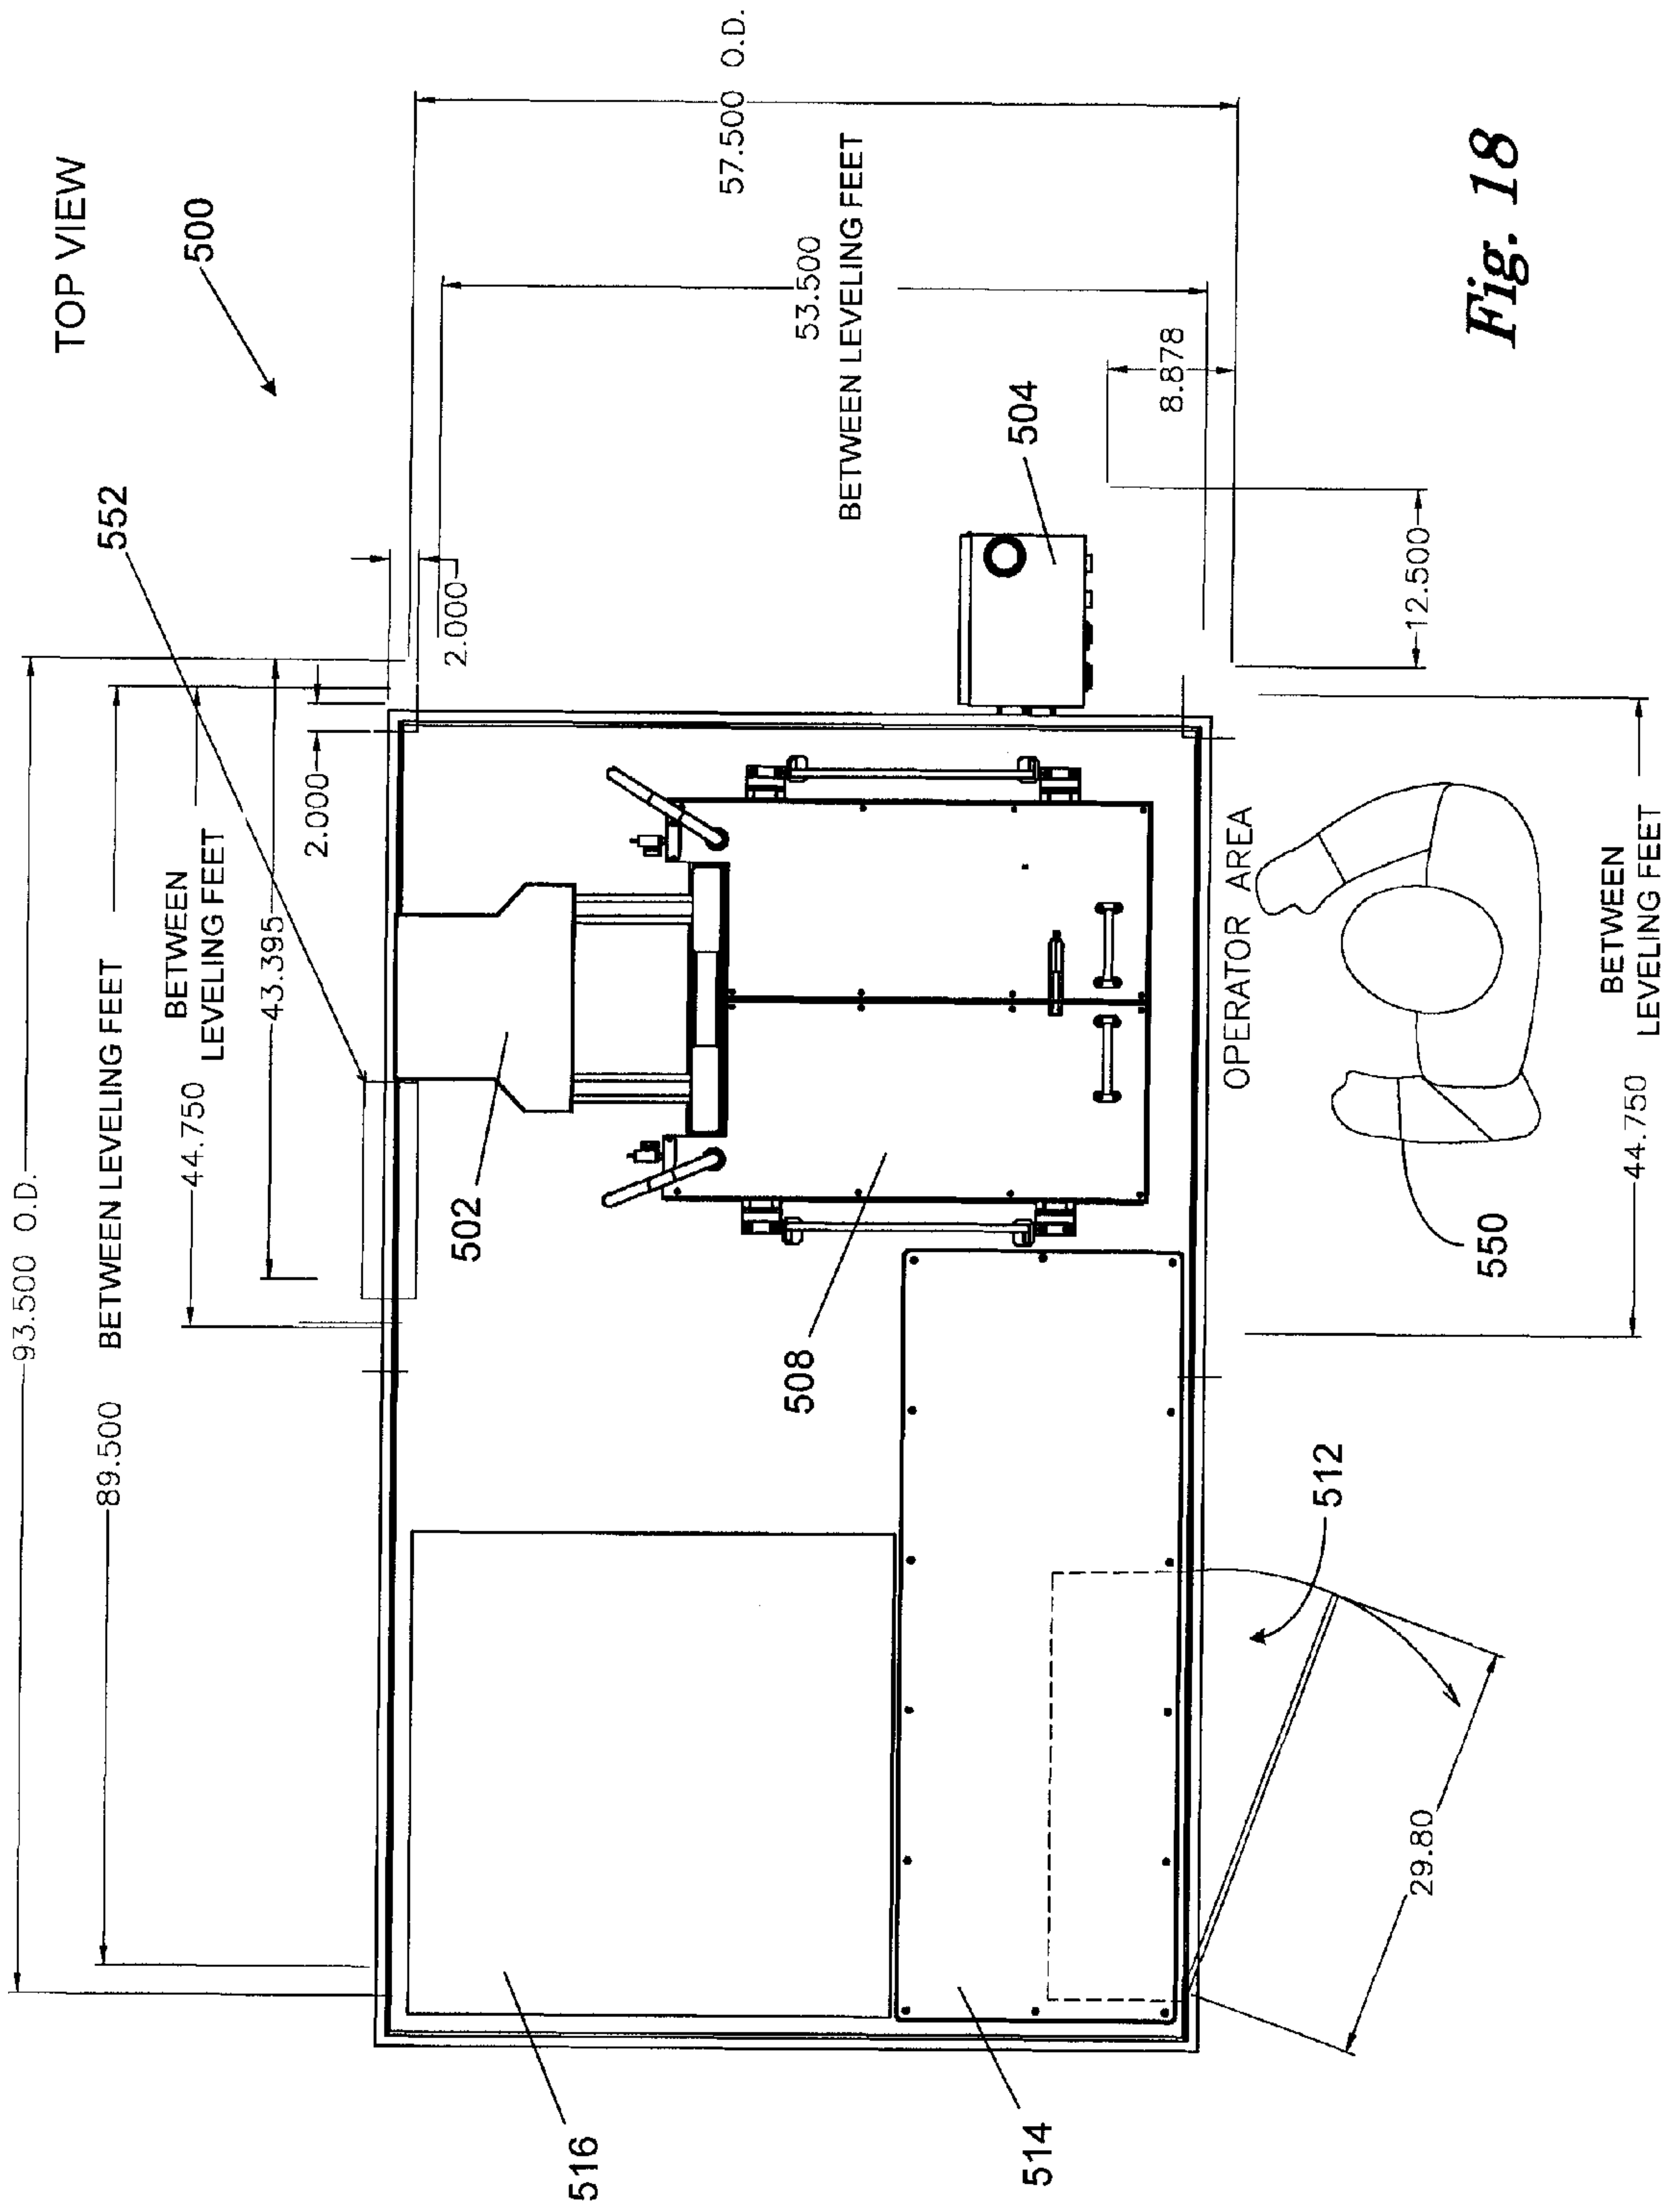 TOP VIEW
500
552
93.500 O.D.
89.500 BETWEEN LEVELING FEET
BETWEEN
LEVELING FEET
44.750
43.395
2.000
2.000
57.500 O.D.
53.500
BETWEEN LEVELING FEET
8.878
12.500
504
502
508
OPERATOR AREA
550
BETWEEN
LEVELING FEET
44.750
512
29.80
516
514
Fig. 18